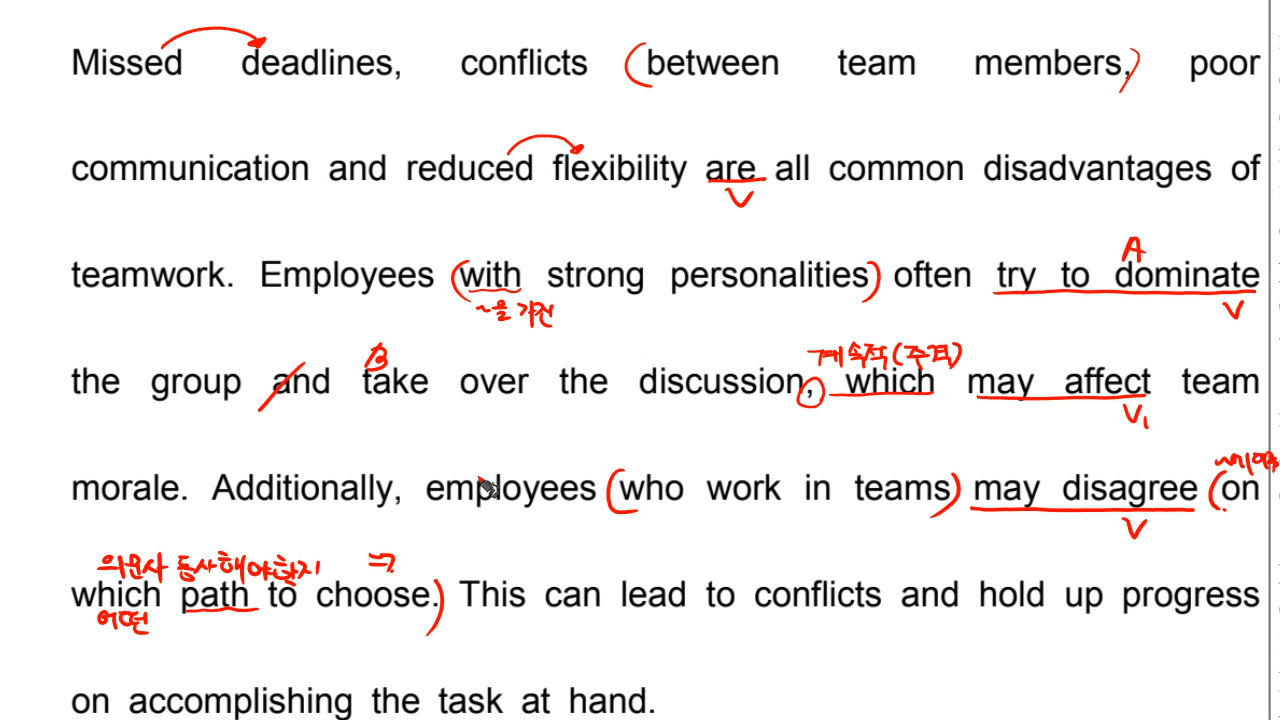 Missed deadlines, conflicts (between team members,) poor
communication and reduced flexibility are all common disadvantages of
V
A
teamwork. Employees (with strong personalities) often try to dominate
~을 가진
V
B
계속적(주격)
the group and take over the discussion, which may affect team
V1
morale. Additionally, employees (who work in teams) may disagree (on
V
의문사 동사해야할지
which path to choose.) This can lead to conflicts and hold up progress
어떤
on accomplishing the task at hand.